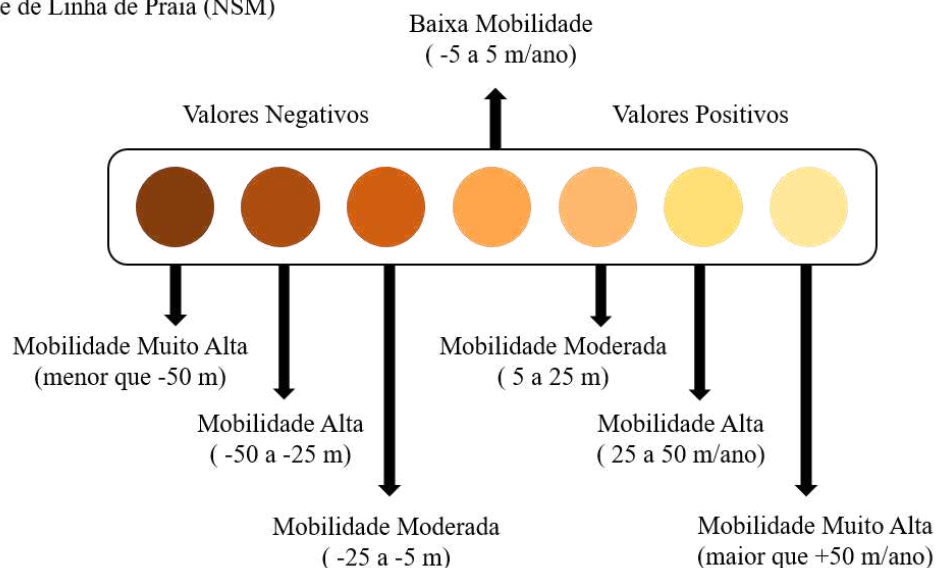 e de Linha de Praia (NSM)
Baixa Mobilidade
( -5 a 5 m/ano)
Valores Negativos
Valores Positivos
Mobilidade Muito Alta
(menor que -50 m)
Mobilidade Moderada
( 5 a 25 m)
Mobilidade Alta
( -50 a -25 m)
Mobilidade Alta
( 25 a 50 m/ano)
Mobilidade Moderada
( -25 a -5 m)
Mobilidade Muito Alta
(maior que +50 m/ano)